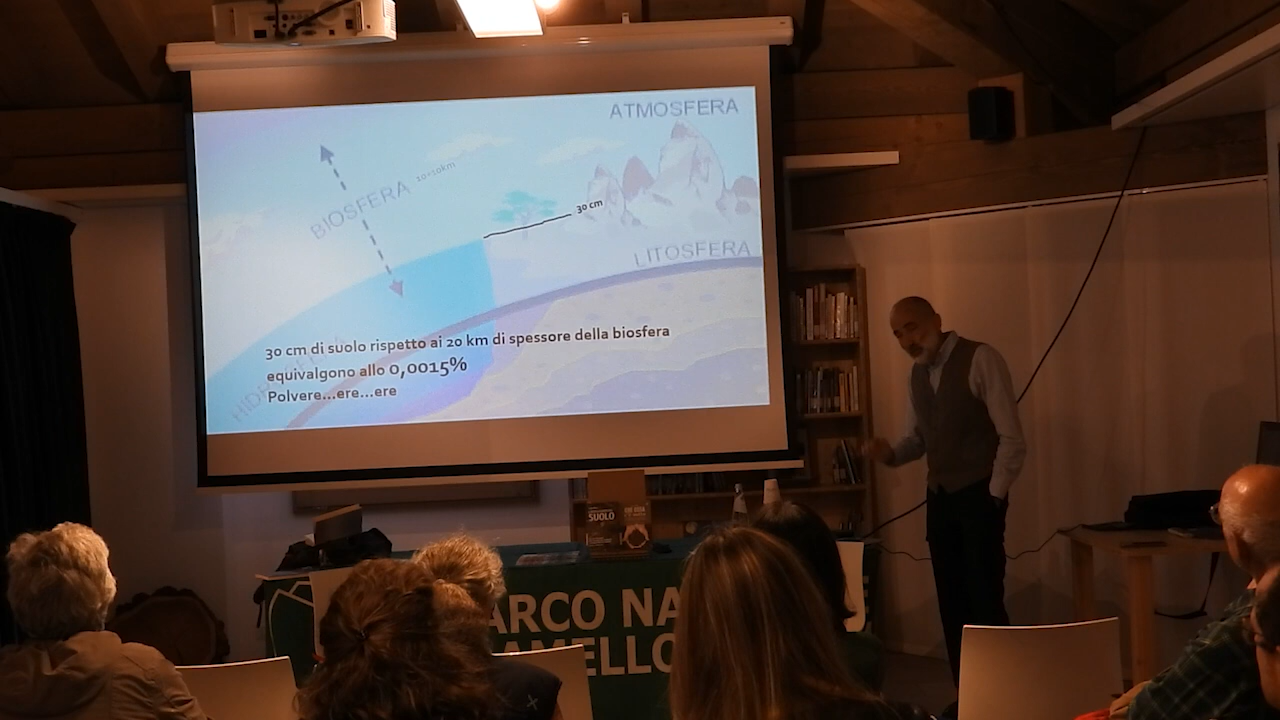 ATMOSFERA
BIOSFERA
30 cm
LITOSFERA
30 cm di suolo rispetto ai 20 km di spessore della biosfera
equivalgono allo 0,0015%
Polvere...ere...ere
SUOLO
ARCO NA
AMELLO